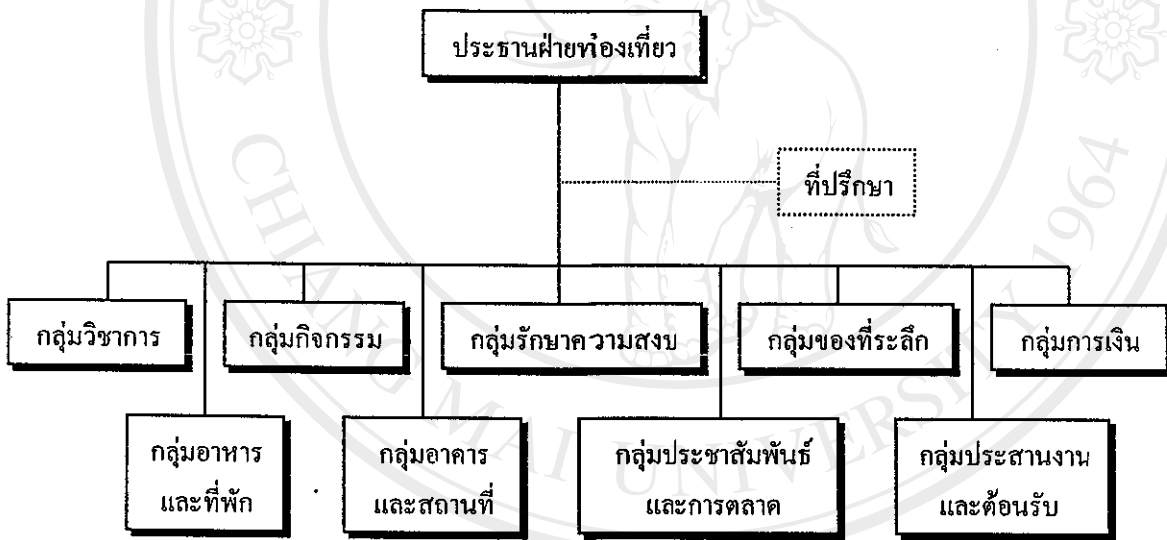 ประธานฝ่ายท่องเที่ยว
ที่ปรึกษา
กลุ่มวิชาการ
กลุ่มกิจกรรม
กลุ่มรักษาความสงบ
กลุ่มของที่ระลึก
กลุ่มการเงิน
กลุ่มอาหาร
และที่พัก
กลุ่มอาคาร
และสถานที่
กลุ่มประชาสัมพันธ์
และการตลาด
กลุ่มประสานงาน
และต้อนรับ
CHIANG MAI UNIVERSITY 1964